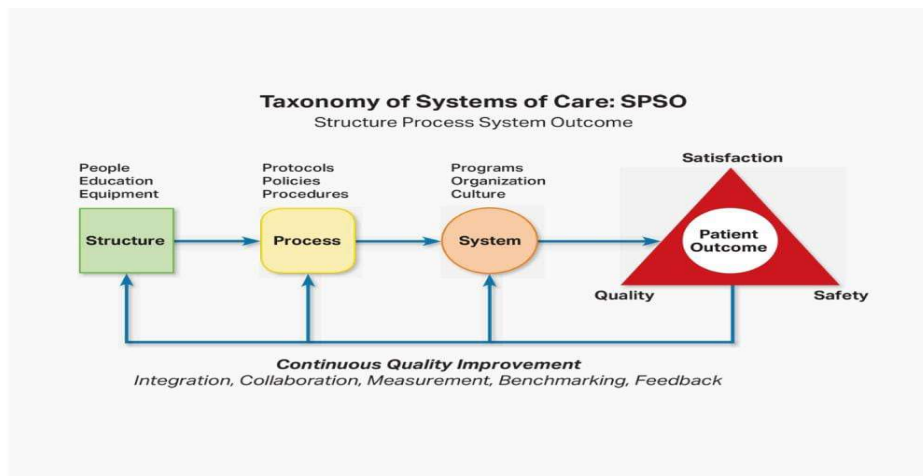 Taxonomy of Systems of Care: SPSO
Structure Process System Outcome
People
Education
Equipment
Structure
Protocols
Policies
Procedures
Process
Programs
Organization
Culture
System
Satisfaction
Patient
Outcome
Quality
Safety
Continuous Quality Improvement
Integration, Collaboration, Measurement, Benchmarking, Feedback